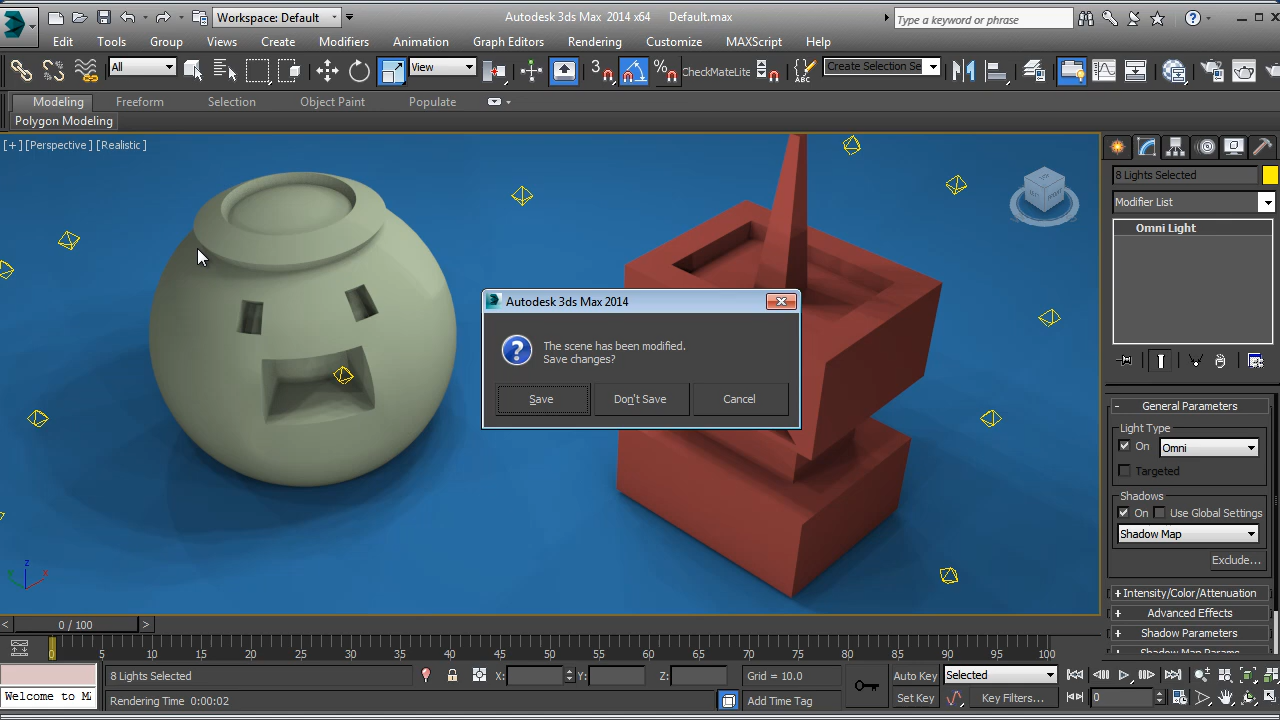 Workspace: Default
Autodesk 3ds Max 2014 x64 Default.max
Type a keyword or phrase
Edit Tools Group Views Create Modifiers Animation Graph Editors Rendering Customize MAXScript Help
All
View
3
ABC
CheckMateLite
Create Selection Se
Modeling Freeform Selection Object Paint Populate
Polygon Modeling
[+] [Perspective ] [Realistic ]
8 Lights Selected
Modifier List
Omni Light
Autodesk 3ds Max 2014
The scene has been modified.
Save changes?
Save Don't Save Cancel
- General Parameters
Light Type
On Omni
Targeted
Shadows
On Use Global Settings
Shadow Map
Exclude...
+ Intensity/Color/Attenuation
+ Advanced Effects
+ Shadow Parameters
z
x
< 0 / 100 >
0 5 10 15 20 25 30 35 40 45 50 55 60 65 70 75 80 85 90 95 100
8 Lights Selected X: Y: Z: Grid = 10.0 Auto Key Selected
Welcome to M
Rendering Time 0:00:02 Add Time Tag Set Key Key Filters... 0